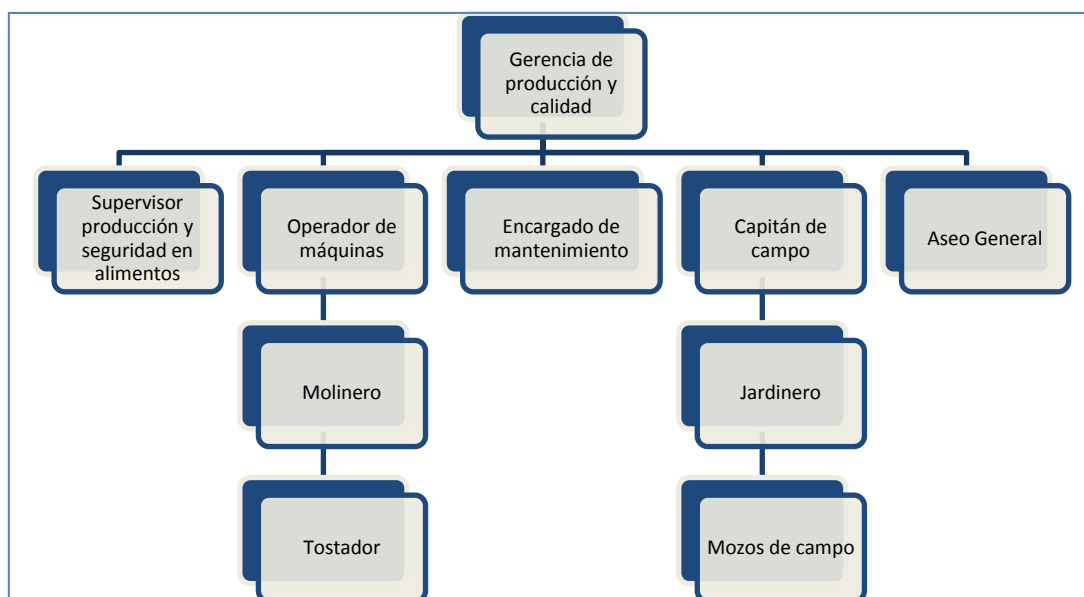 Gerencia de
producción y
calidad
Supervisor
producción y
seguridad en
alimentos
Operador de
máquinas
Encargado de
mantenimiento
Capitán de
campo
Aseo General
Molinero
Jardinero
Tostador
Mozos de campo